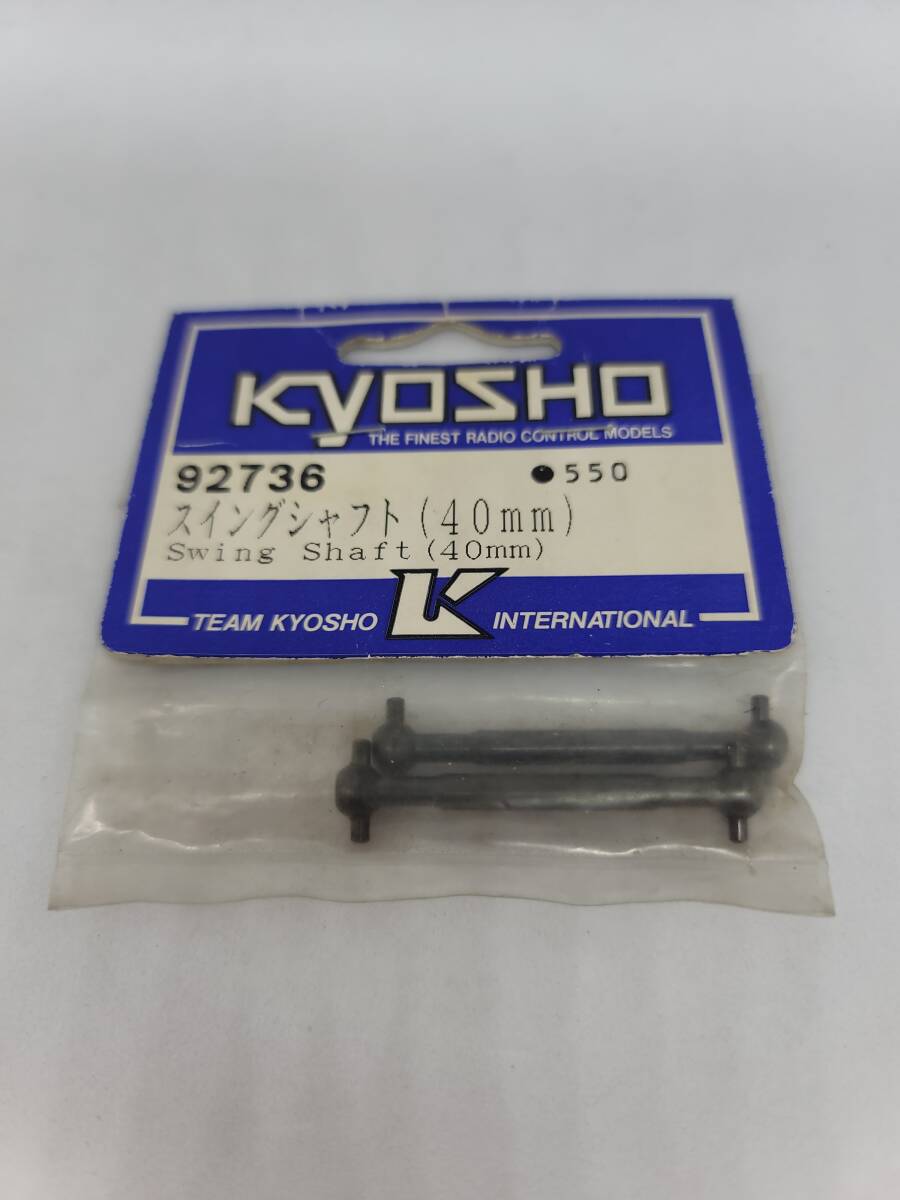 KYOSHO
THE FINEST RADIO CONTROL MODELS
92736 ●550
スイングシャフト(40mm)
Swing Shaft(40mm)
TEAM KYOSHO K INTERNATIONAL